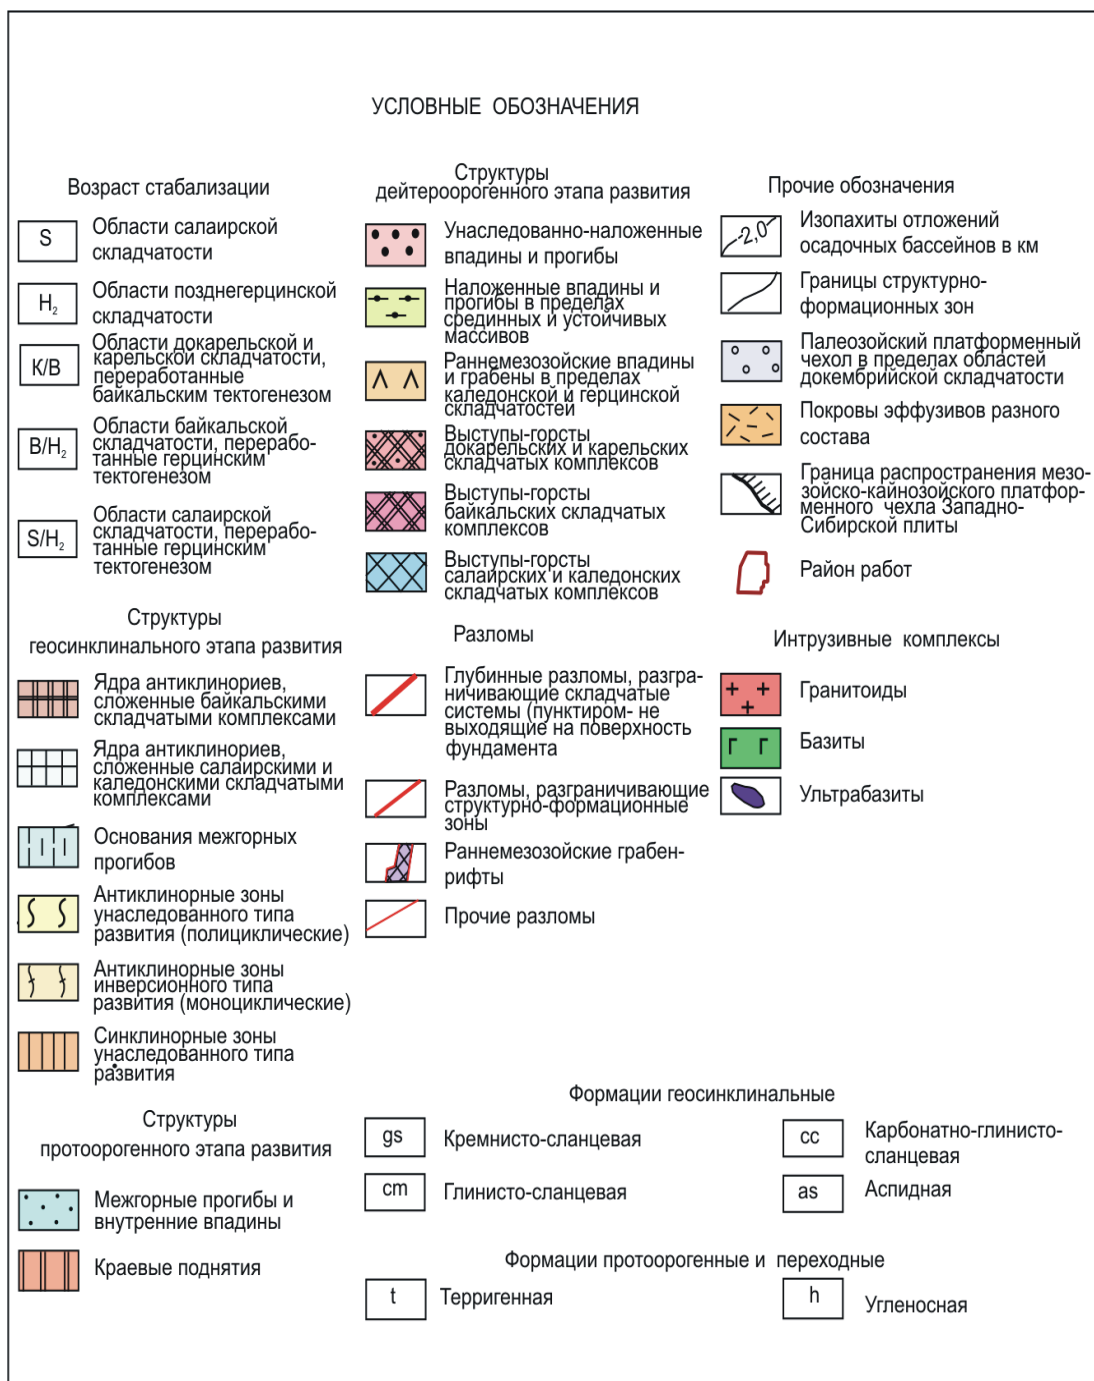 УСЛОВНЫЕ ОБОЗНАЧЕНИЯ
Возраст стабализации
S
Области салаирской
складчатости
H2
Области позднегерцинской
складчатости
К/В
Области докарельской и
карельской складчатости,
переработанные
байкальским тектогенезом
В/H2
Области байкальской
складчатости, перерабо-
танные герцинским
тектогенезом
S/H2
Области салаирской
складчатости, перерабо-
танные герцинским
тектогенезом
Структуры
геосинклинального этапа развития
Ядра антиклинориев,
сложенные байкальскими
складчатыми комплексами
Ядра антиклинориев,
сложенные салаирскими и
каледонскими складчатыми
комплексами
Основания межгорных
прогибов
Антиклинорные зоны
унаследованного типа
развития (полициклические)
Антиклинорные зоны
инверсионного типа
развития (моноциклические)
Синклинорные зоны
унаследованного типа
развития
Структуры
протоорогенного этапа развития
Межгорные прогибы и
внутренние впадины
Краевые поднятия
Структуры
дейтероорогенного этапа развития
Унаследованно-наложенные
впадины и прогибы
Наложенные впадины и
прогибы в пределах
срединных и устойчивых
массивов
Раннемезозойские впадины
и грабены в пределах
каледонской и герцинской
складчатостей
Выступы-горсты
докарельских и карельских
складчатых комплексов
Выступы-горсты
байкальских складчатых
комплексов
Выступы-горсты
салаирских и каледонских
складчатых комплексов
Разломы
Глубинные разломы, разгра-
ничивающие складчатые
системы (пунктиром- не
выходящие на поверхность
фундамента
Разломы, разграничивающие
структурно-формационные
зоны
Раннемезозойские грабен-
рифты
Прочие разломы
Прочие обозначения
-2,0
Изопахиты отложений
осадочных бассейнов в км
Границы структурно-
формационных зон
Палеозойский платформенный
чехол в пределах областей
докембрийской складчатости
Покровы эффузивов разного
состава
Граница распространения мезо-
зойско-кайнозойского платфор-
менного чехла Западно-
Сибирской плиты
Район работ
Интрузивные комплексы
Гранитоиды
Базиты
Ультрабазиты
Формации геосинклинальные
gs
Кремнисто-сланцевая
cc
Карбонатно-глинисто-
сланцевая
cm
Глинисто-сланцевая
as
Аспидная
Формации протоорогенные и переходные
t
Терригенная
h
Угленосная